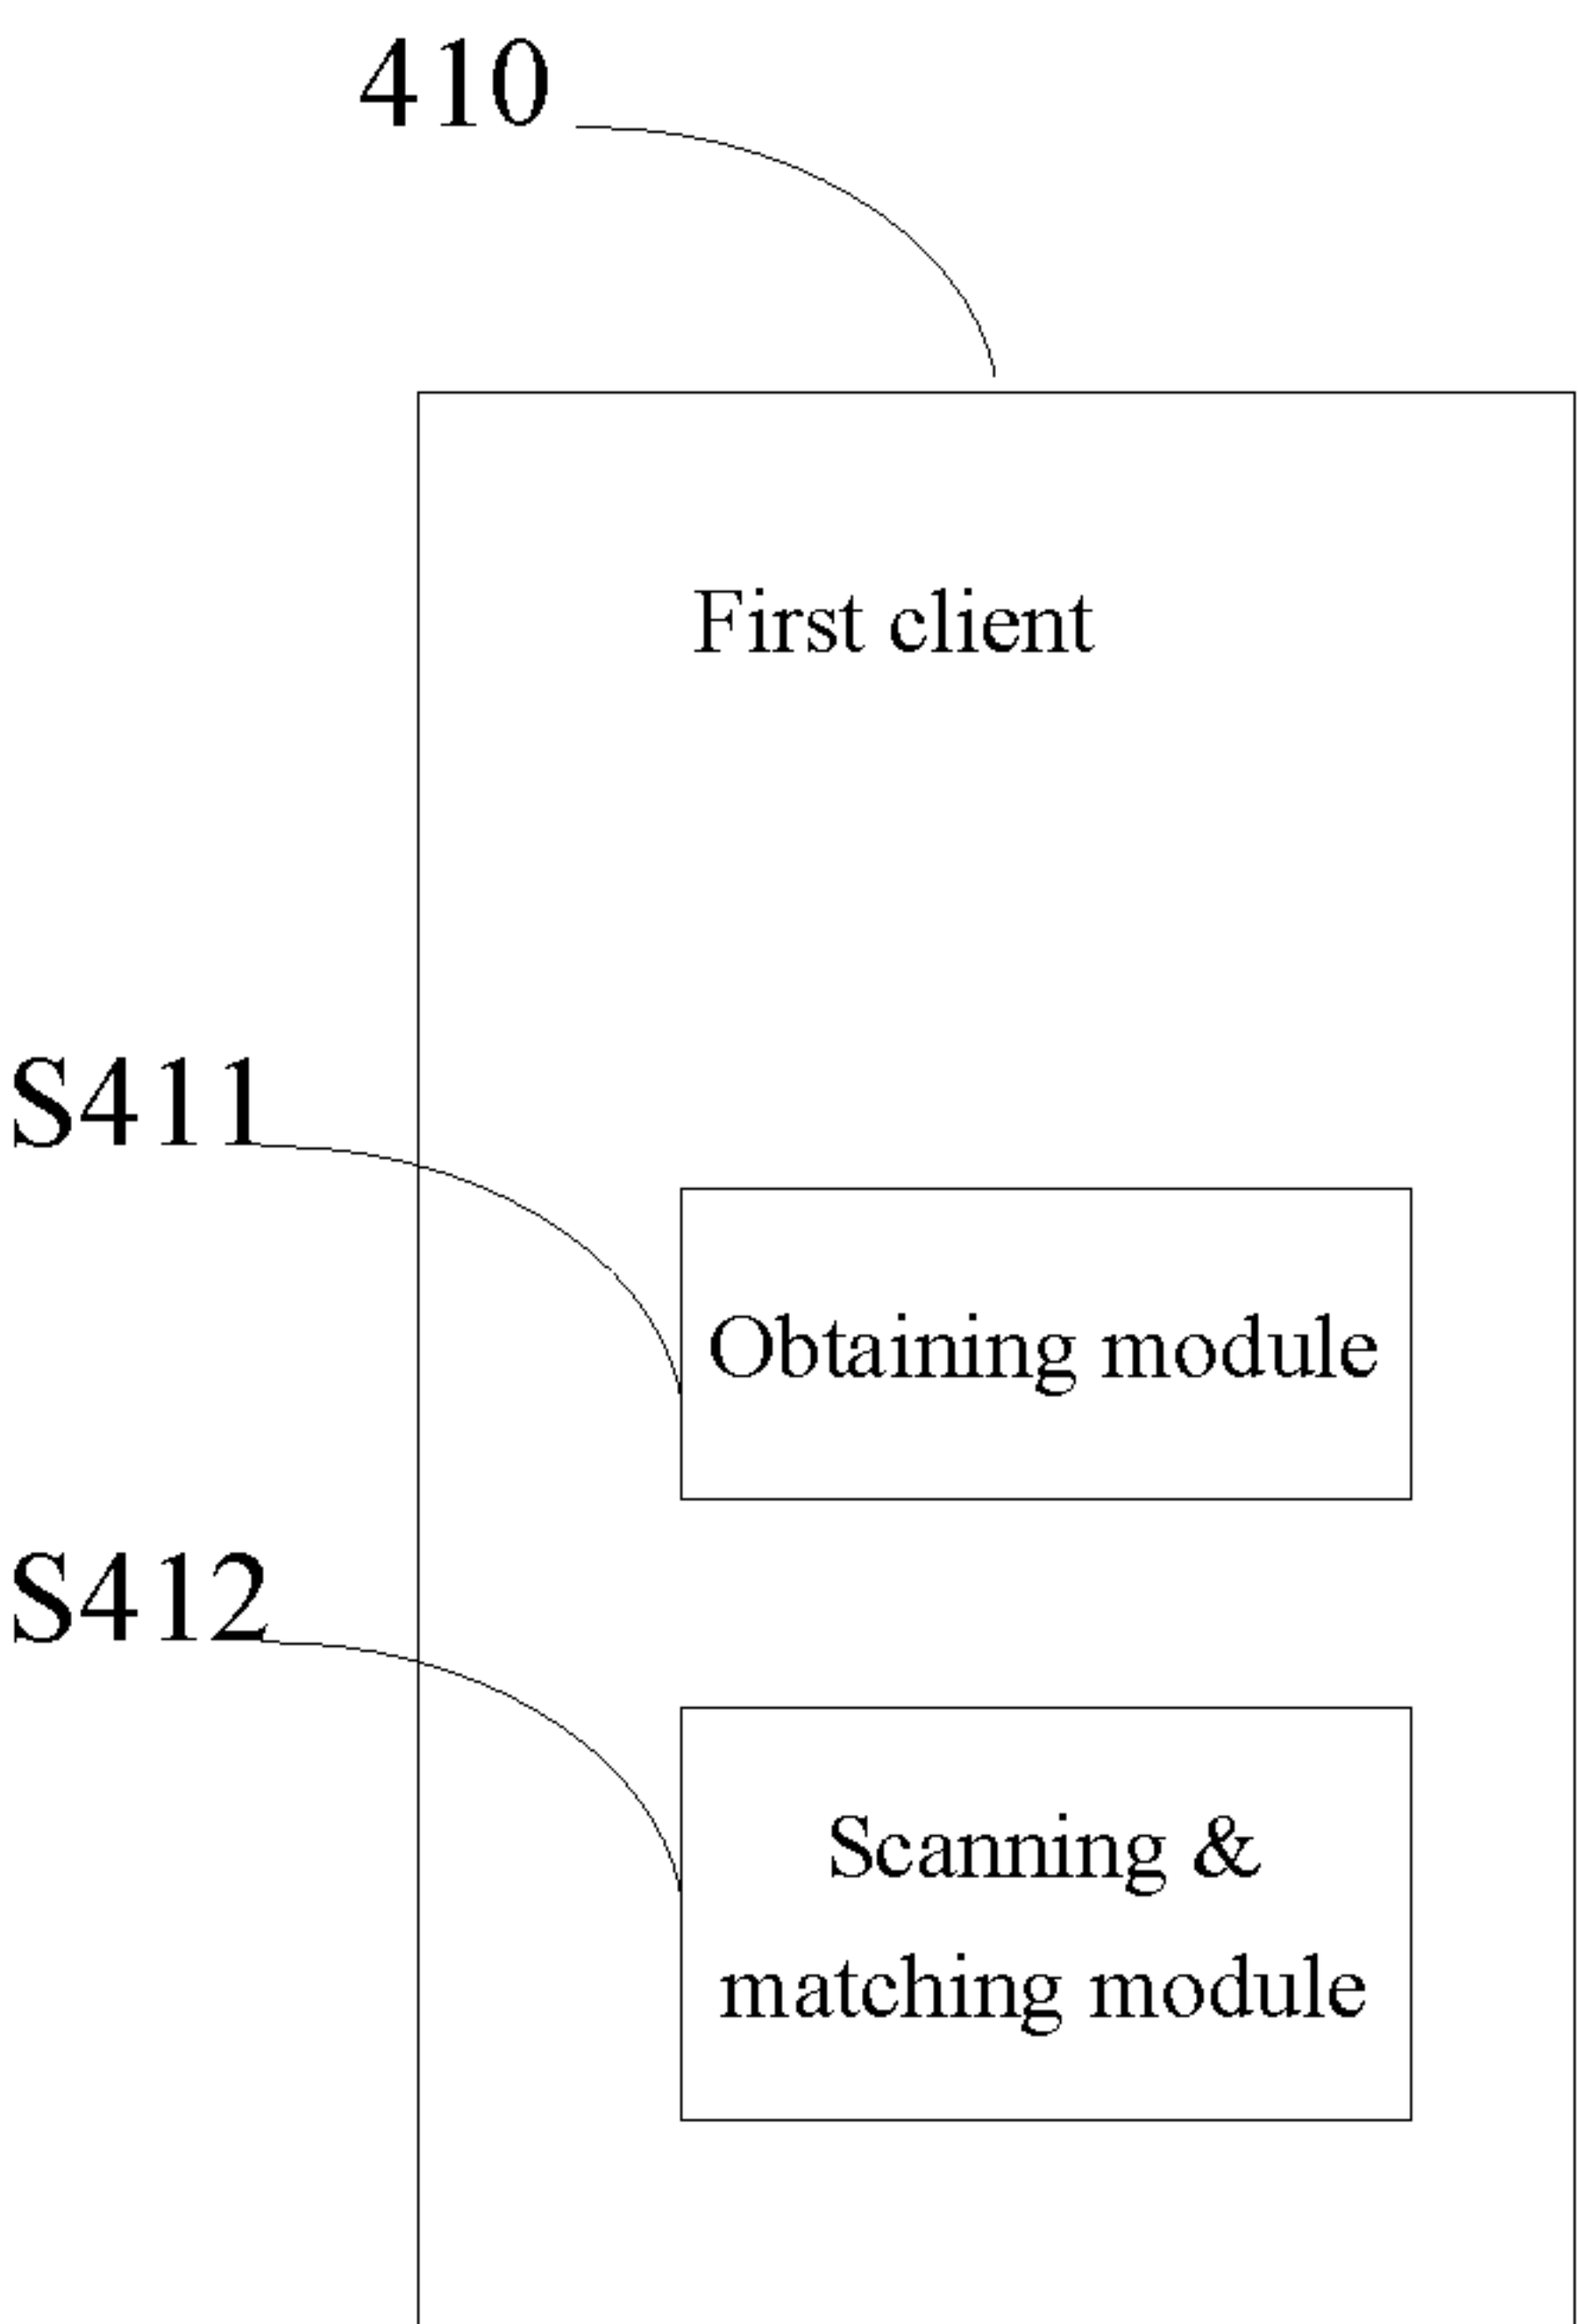 410
First client
S411
Obtaining module
S412
Scanning &
matching module